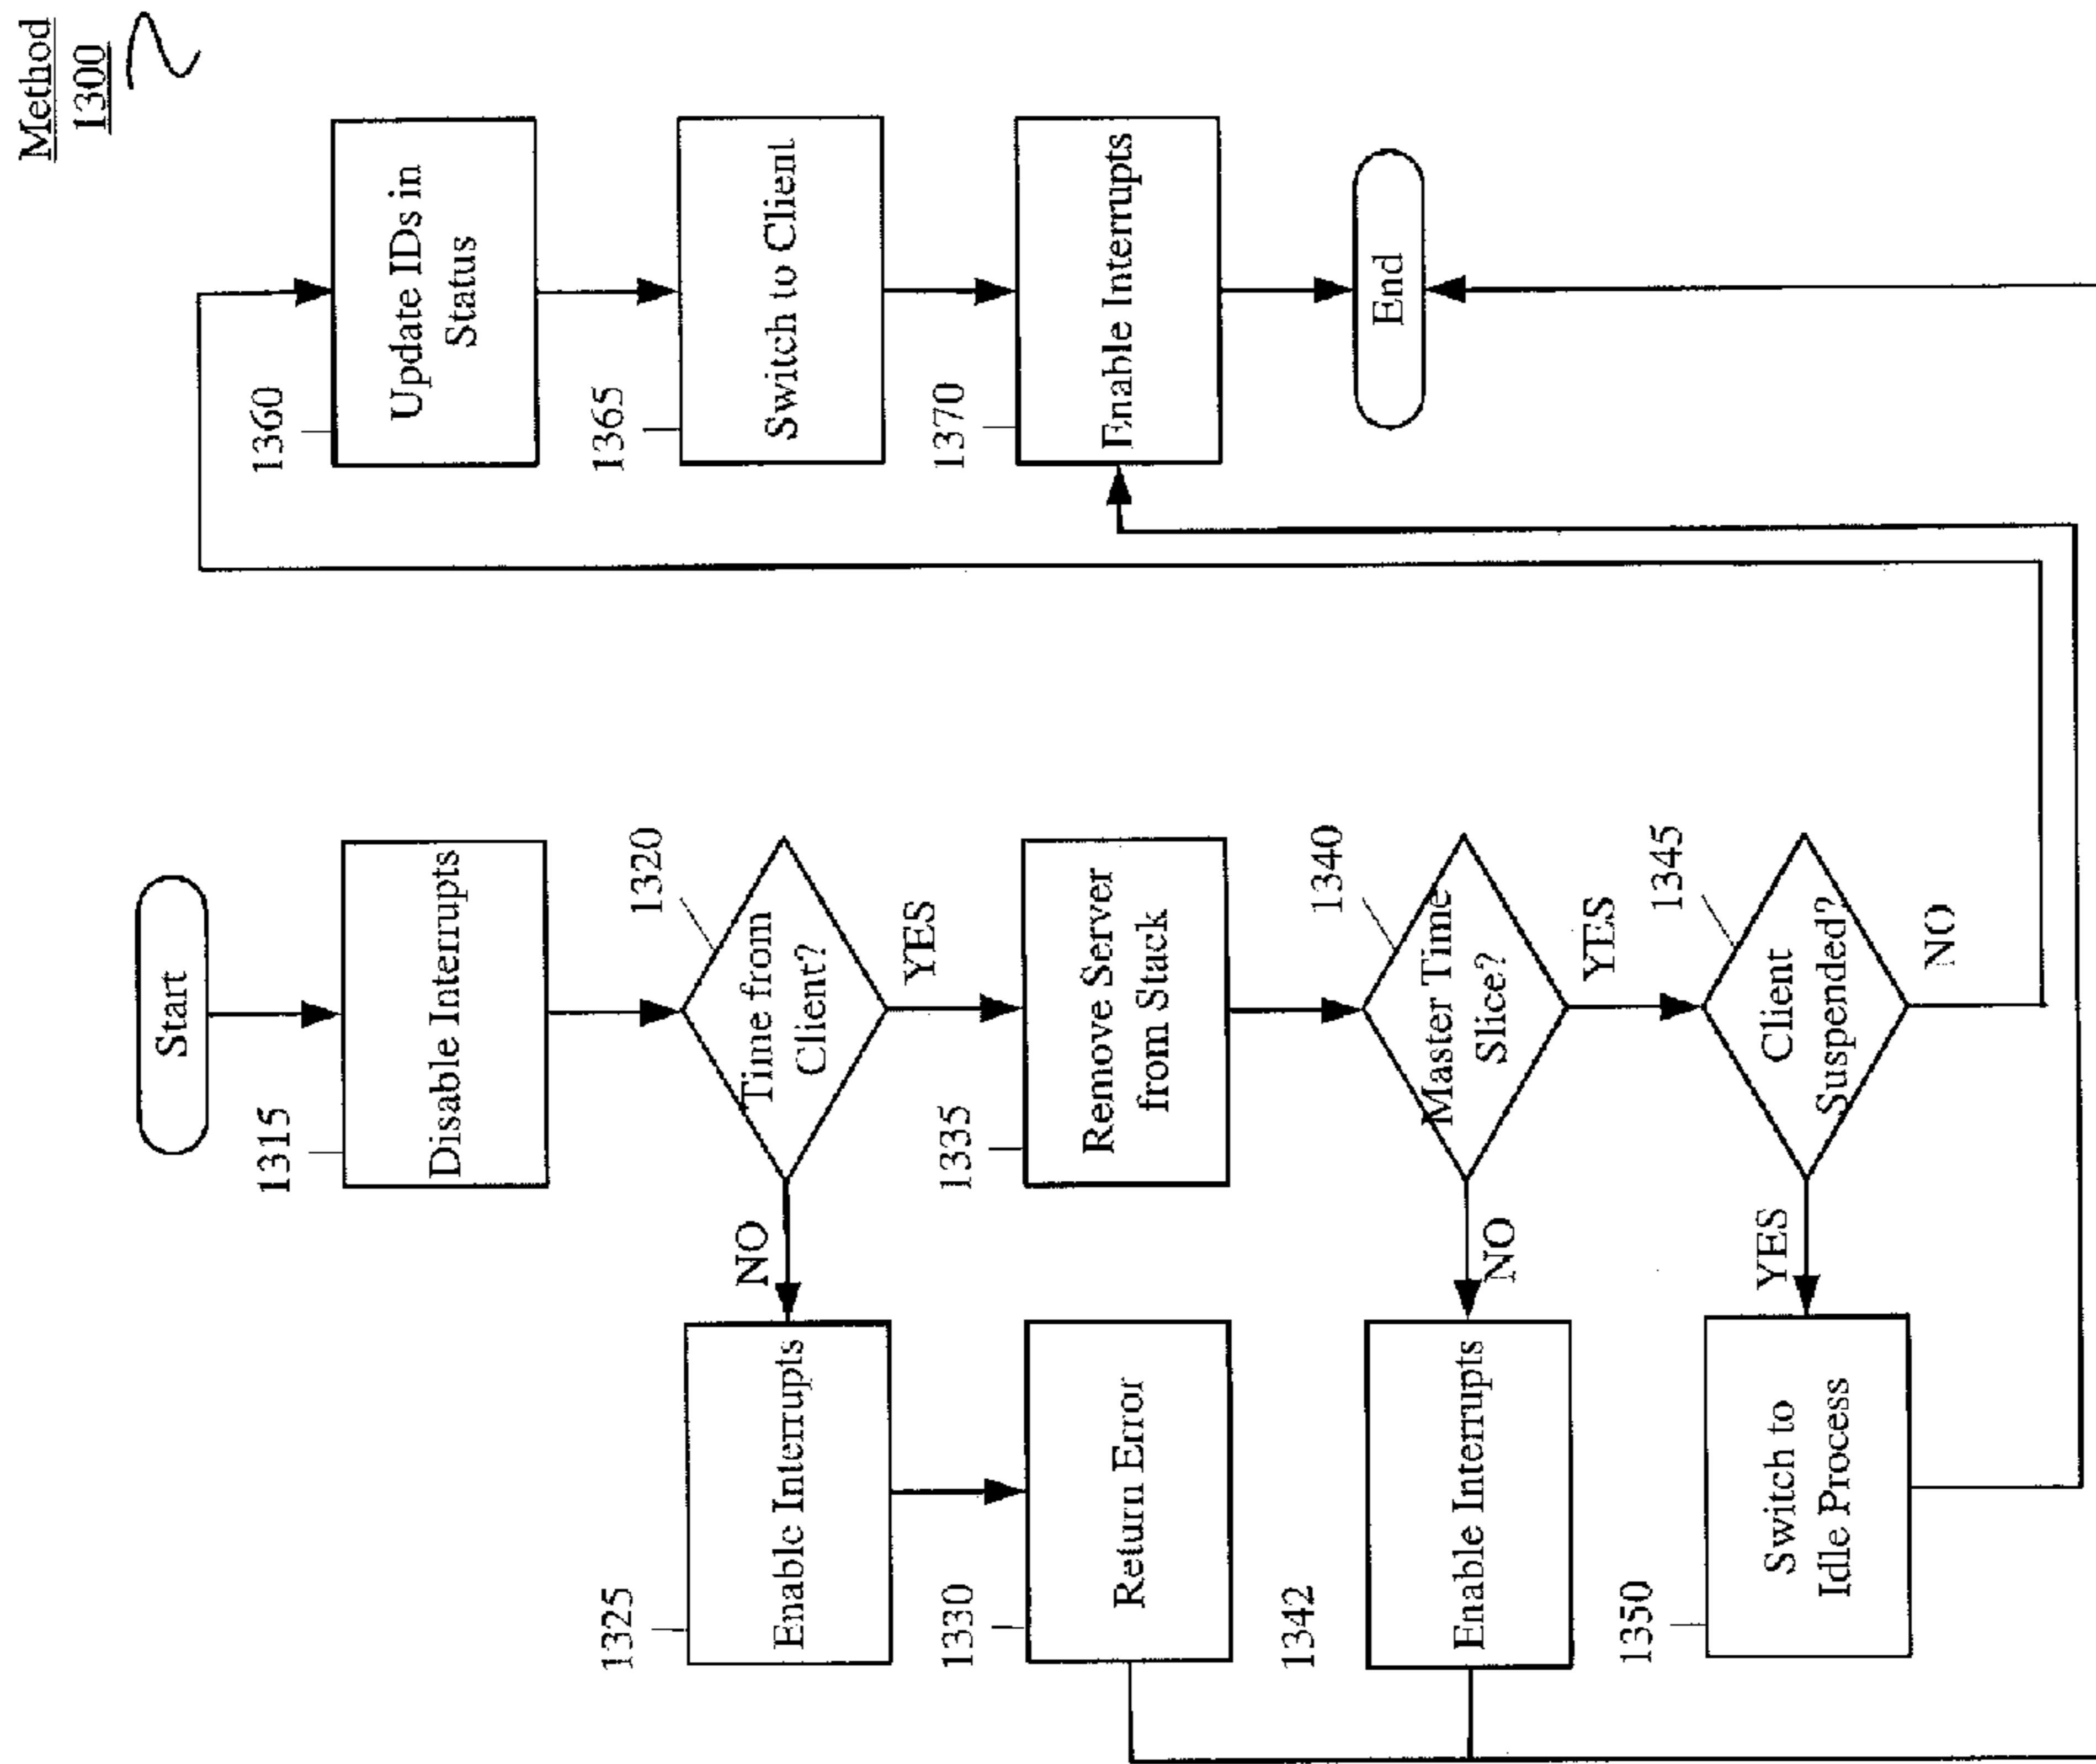 Method
1300
Start
1315
Disable Interrupts
1320
Time from
Client?
NO
YES
1325
Enable Interrupts
1330
Return Error
1335
Remove Server
from Stack
1340
Master Time
Slice?
NO
YES
1342
Enable Interrupts
1345
Client
Suspended?
YES
NO
1350
Switch to
Idle Process
1360
Update IDs in
Status
1365
Switch to Client
1370
Enable Interrupts
End